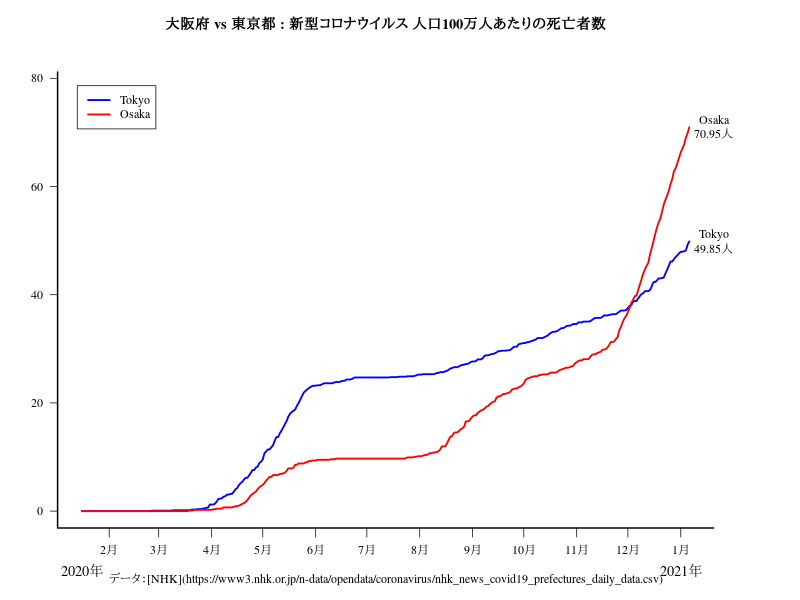 大阪府 vs 東京都 : 新型コロナウイルス 人口100万人あたりの死亡者数
80
60
40
20
0
Tokyo
Osaka
Osaka
70.95人
Tokyo
49.85人
2月 3月 4月 5月 6月 7月 8月 9月 10月 11月 12月 1月
2020年 2021年
データ：[NHK](https://www3.nhk.or.jp/n-data/opendata/coronavirus/nhk_news_covid19_prefectures_daily_data.csv)